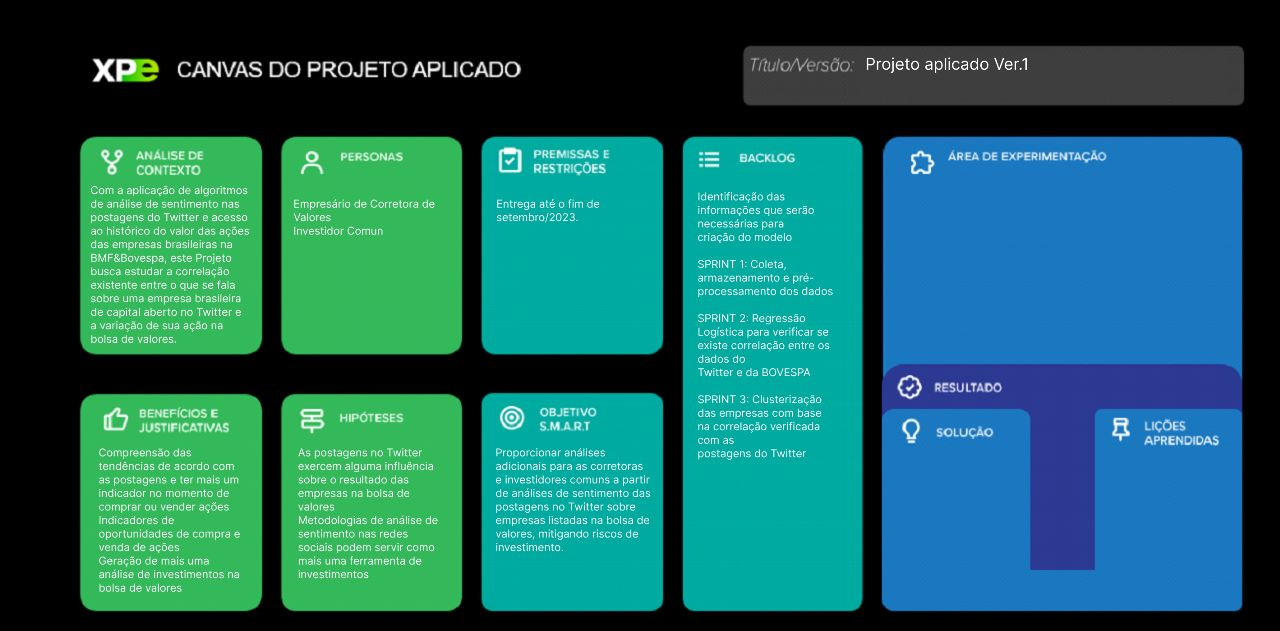 XPe CANVAS DO PROJETO APLICADO
Título/Versão: Projeto aplicado Ver.1
ANÁLISE DE
CONTEXTO
Com a aplicação de algoritmos
de análise de sentimento nas
postagens do Twitter e acesso
ao histórico do valor das ações
das empresas brasileiras na
BMF&Bovespa, este Projeto
busca estudar a correlação
existente entre o que se fala
sobre uma empresa brasileira
de capital aberto no Twitter e
a variação de sua ação na
bolsa de valores.
PERSONAS
Empresário de Corretora de
Valores
Investidor Comun
PREMISSAS E
RESTRIÇÕES
Entrega até o fim de
setembro/2023.
BACKLOG
Identificação das
informações que serão
necessárias para
criação do modelo
SPRINT 1: Coleta,
armazenamento e pré-
processamento dos dados
SPRINT 2: Regressão
Logística para verificar se
existe correlação entre os
dados do
Twitter e da BOVESPA
SPRINT 3: Clusterização
das empresas com base
na correlação verificada
com as
postagens do Twitter
ÁREA DE EXPERIMENTAÇÃO
BENEFÍCIOS E
JUSTIFICATIVAS
Compreensão das
tendências de acordo com
as postagens e ter mais um
indicador no momento de
comprar ou vender ações
Indicadores de
oportunidades de compra e
venda de ações
Geração de mais uma
análise de investimentos na
bolsa de valores
HIPÓTESES
As postagens no Twitter
exercem alguma influência
sobre o resultado das
empresas na bolsa de
valores
Metodologias de análise de
sentimento nas redes
sociais podem servir como
mais uma ferramenta de
investimentos
OBJETIVO
S.M.A.R.T
Proporcionar análises
adicionais para as corretoras
e investidores comuns a partir
de análises de sentimento das
postagens no Twitter sobre
empresas listadas na bolsa de
valores, mitigando riscos de
investimento.
RESULTADO
SOLUÇÃO
LIÇÕES
APRENDIDAS